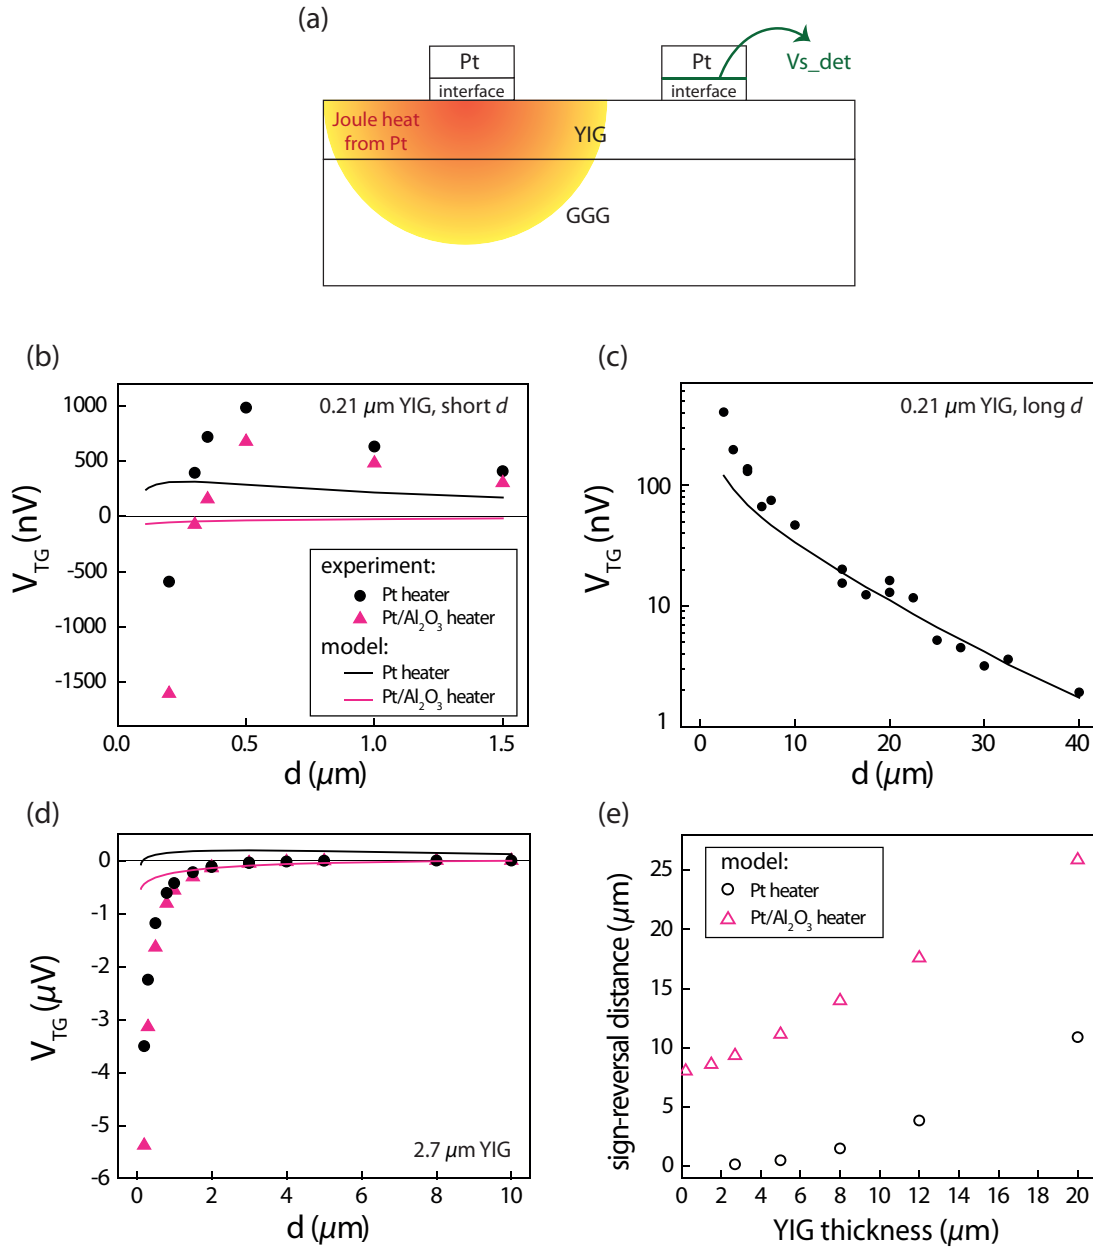 (a)
Pt
interface
Pt
interface
Vs_det
Joule heat
from Pt
YIG
GGG
(b)
0.21 μm YIG, short d
1000
500
0
-500
-1000
-1500
V_TG (nV)
experiment:
Pt heater
Pt/Al₂O₃ heater
model:
Pt heater
Pt/Al₂O₃ heater
0.0 0.5 1.0 1.5
d (μm)
(c)
0.21 μm YIG, long d
100
10
1
V_TG (nV)
0 10 20 30 40
d (μm)
(d)
0
-1
-2
-3
-4
-5
-6
V_TG (μV)
2.7 μm YIG
0 2 4 6 8 10
d (μm)
(e)
model:
Pt heater
Pt/Al₂O₃ heater
25
20
15
10
5
0
sign-reversal distance (μm)
0 2 4 6 8 10 12 14 16 18 20
YIG thickness (μm)